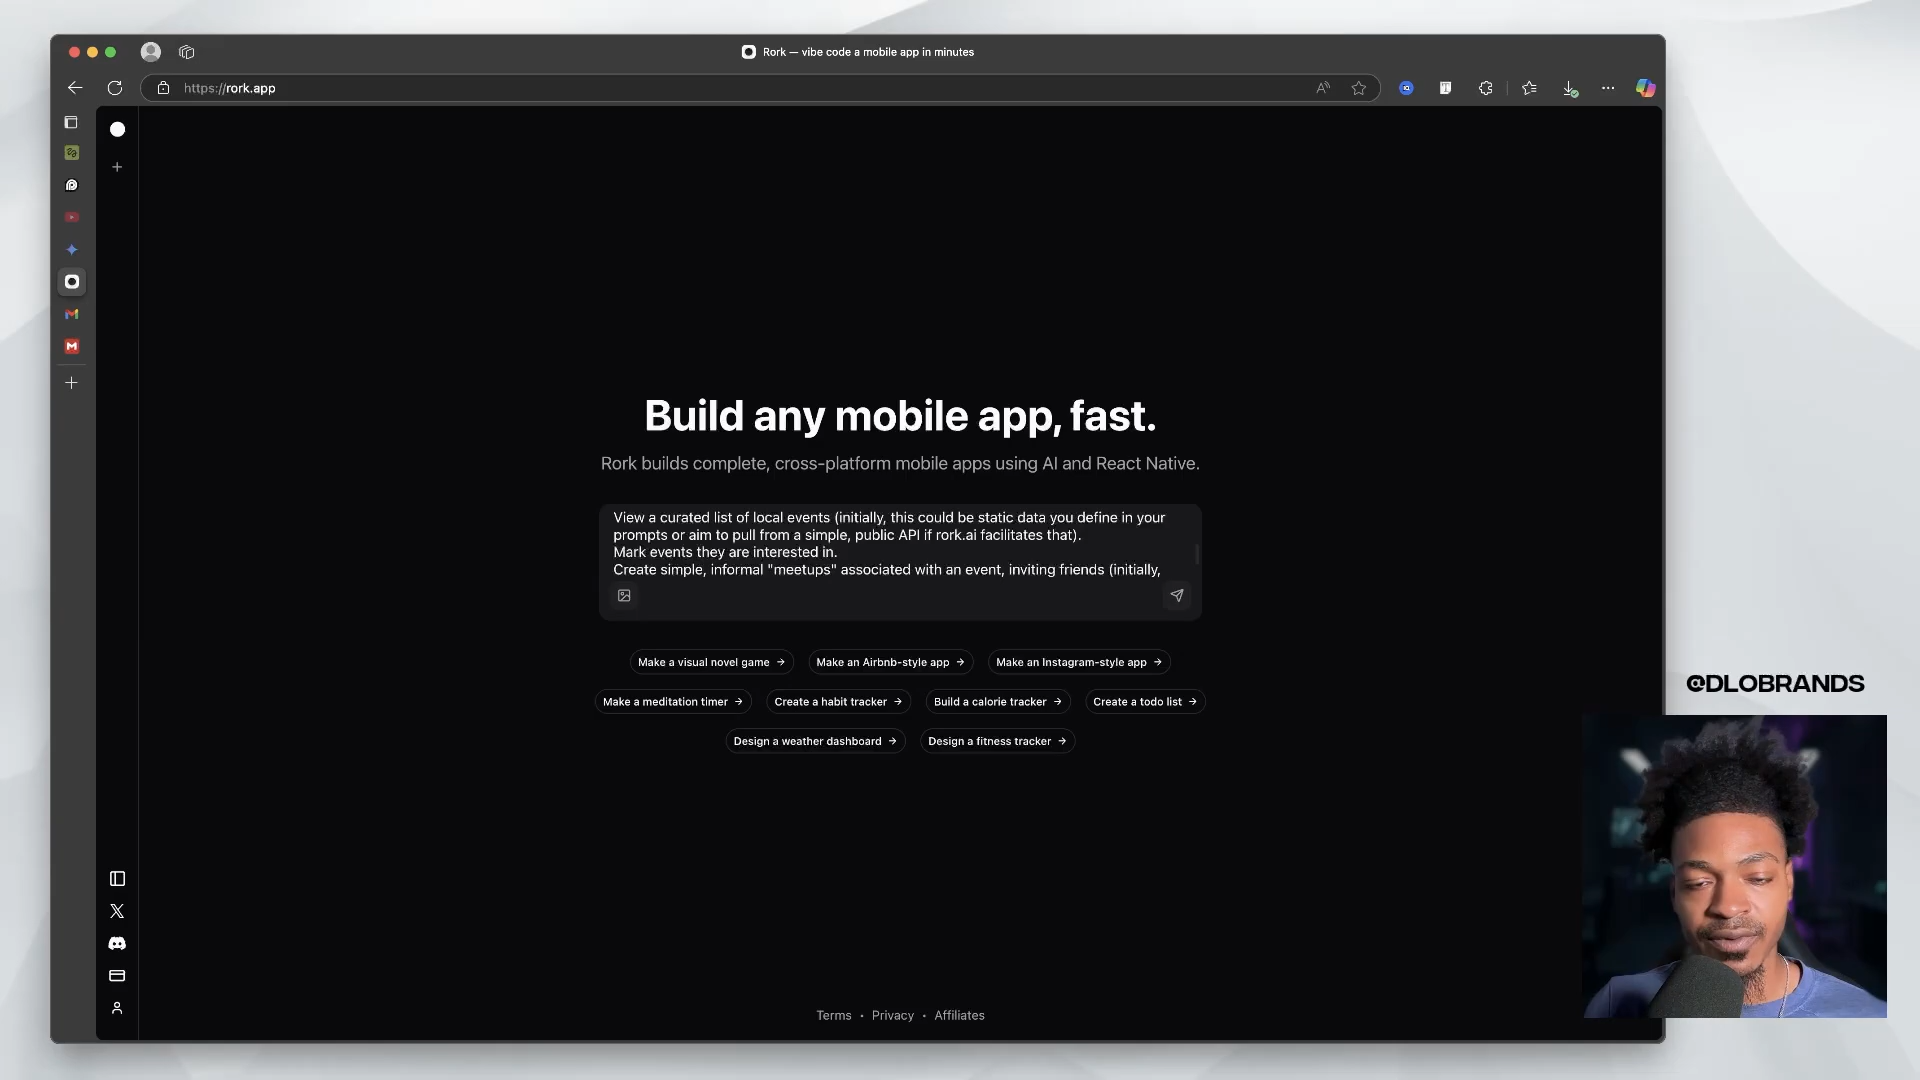 Rork — vibe code a mobile app in minutes
https://rork.app
Build any mobile app, fast.
Rork builds complete, cross-platform mobile apps using AI and React Native.
View a curated list of local events (initially, this could be static data you define in your
prompts or aim to pull from a simple, public API if rork.ai facilitates that).
Mark events they are interested in.
Create simple, informal "meetups" associated with an event, inviting friends (initially,
Make a visual novel game →
Make an Airbnb-style app →
Make an Instagram-style app →
Make a meditation timer →
Create a habit tracker →
Build a calorie tracker →
Create a todo list →
Design a weather dashboard →
Design a fitness tracker →
@DLOBRANDS
Terms • Privacy • Affiliates